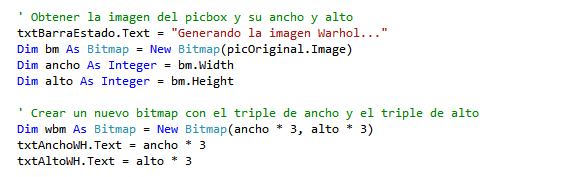 ' Obtener la imagen del picbox y su ancho y alto
txtBarraEstado.Text = "Generando la imagen Warhol..."
Dim bm As Bitmap = New Bitmap(picOriginal.Image)
Dim ancho As Integer = bm.Width
Dim alto As Integer = bm.Height
' Crear un nuevo bitmap con el triple de ancho y el triple de alto
Dim wbm As Bitmap = New Bitmap(ancho * 3, alto * 3)
txtAnchoWH.Text = ancho * 3
txtAltoWH.Text = alto * 3